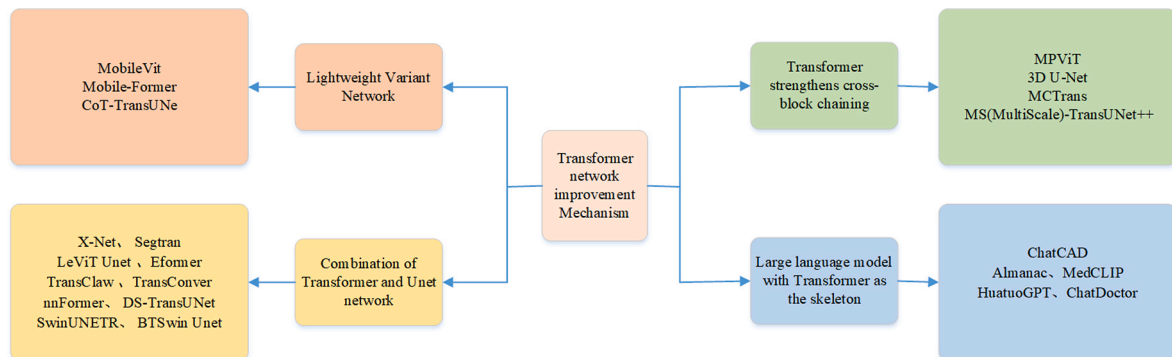 MobileVit
Mobile-Former
CoT-TransUNe
Lightweight Variant
Network
Transformer
strengthens cross-
block chaining
MPViT
3D U-Net
MCTrans
MS(MultiScale)-TransUNet++
Transformer
network
improvement
Mechanism
X-Net、 Segtran
LeViT Unet 、Eformer
TransClaw 、TransConver
nnFormer、 DS-TransUNet
SwinUNETR、 BTSwin Unet
Combination of
Transformer and Unet
network
Large language model
with Transformer as
the skeleton
ChatCAD
Almanac、MedCLIP
HuatuoGPT、ChatDoctor